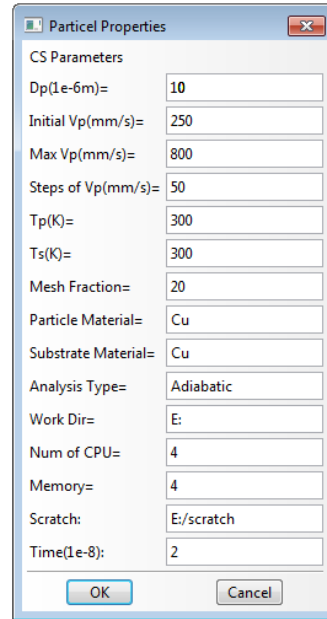 Particel Properties
CS Parameters
Dp(1e-6m)= 10
Initial Vp(mm/s)= 250
Max Vp(mm/s)= 800
Steps of Vp(mm/s)= 50
Tp(K)= 300
Ts(K)= 300
Mesh Fraction= 20
Particle Material= Cu
Substrate Material= Cu
Analysis Type= Adiabatic
Work Dir= E:
Num of CPU= 4
Memory= 4
Scratch: E:/scratch
Time(1e-8): 2
OK Cancel